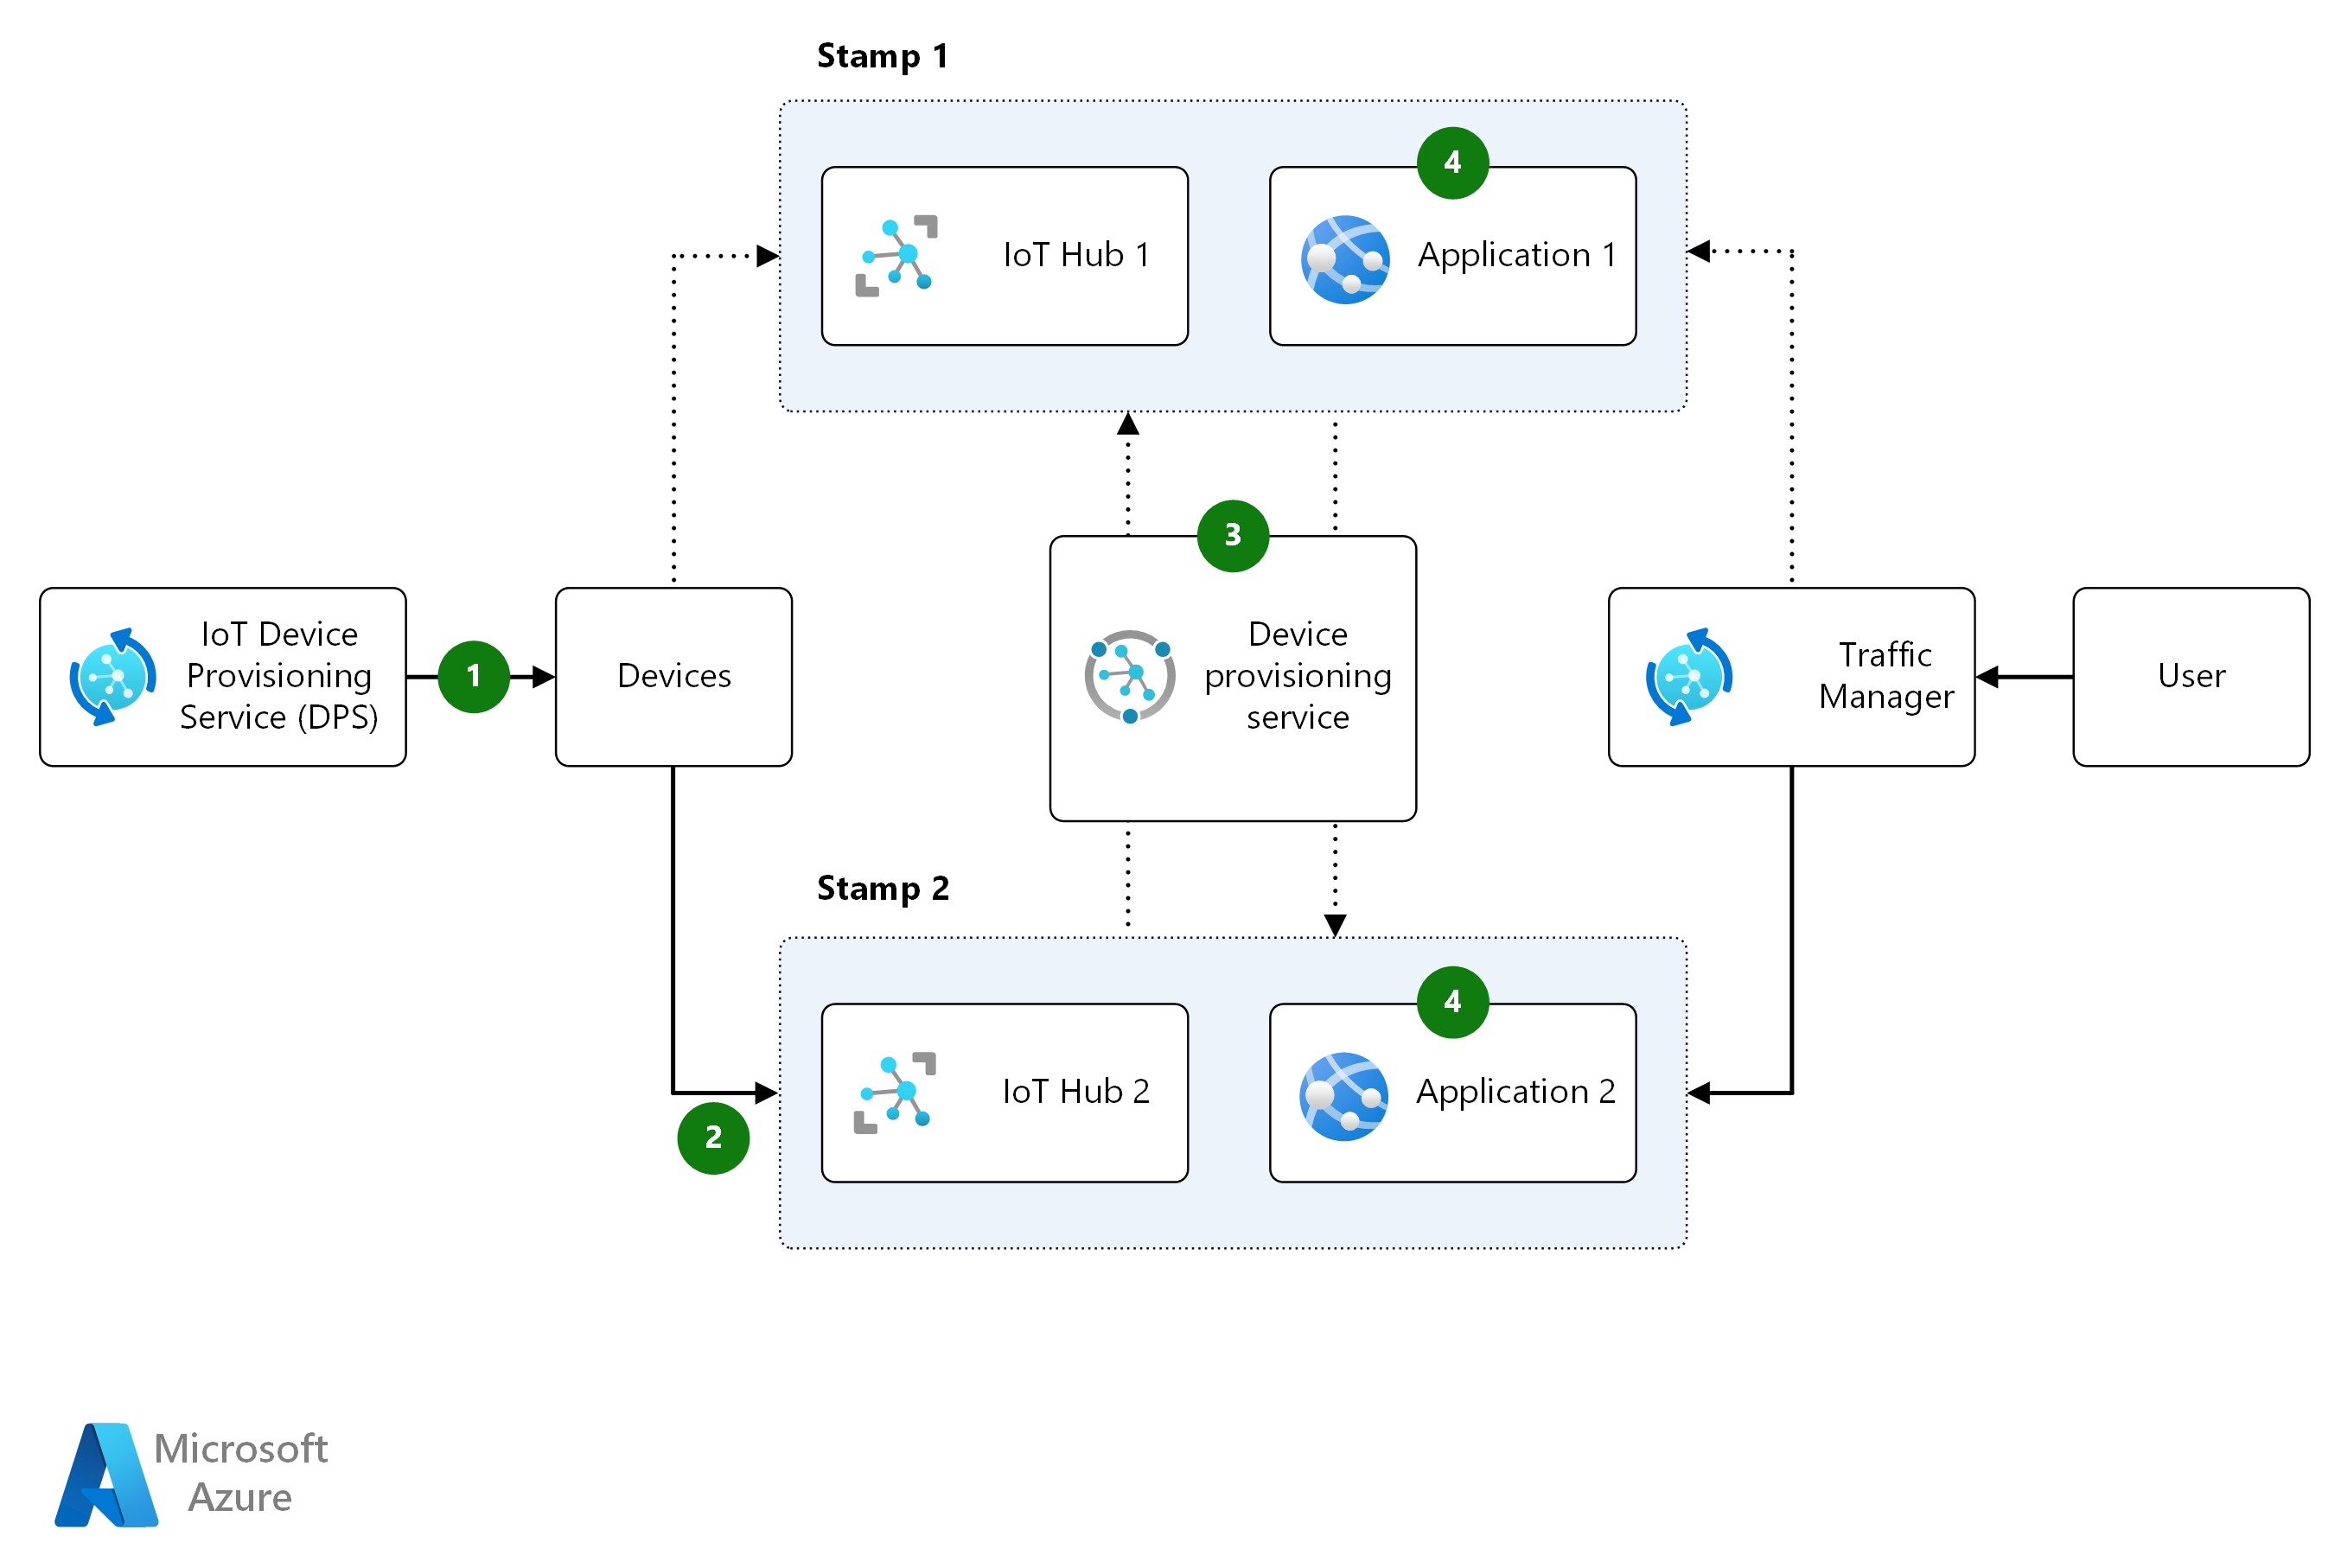 Stamp 1
4
IoT Hub 1
Application 1
3
IoT Device
Provisioning
Service (DPS)
1
Devices
Device
provisioning
service
Traffic
Manager
User
Stamp 2
4
IoT Hub 2
Application 2
2
Microsoft
Azure